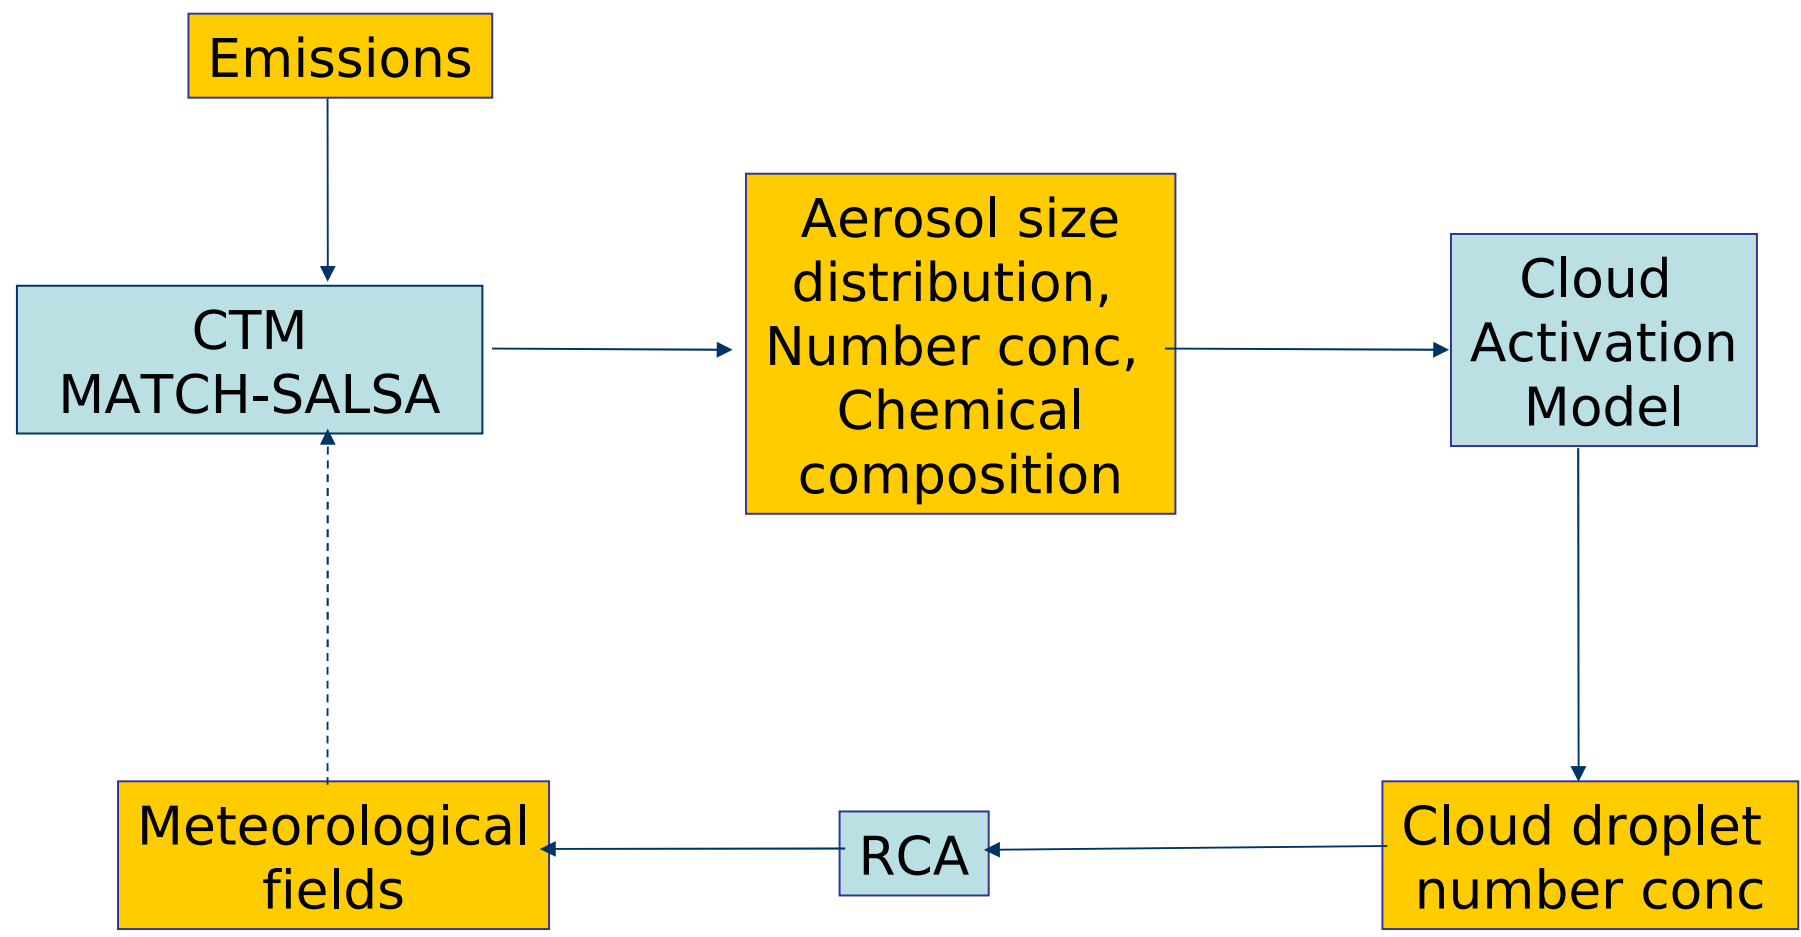 Emissions
CTM
MATCH-SALSA
Aerosol size
distribution,
Number conc,
Chemical
composition
Cloud
Activation
Model
Meteorological
fields
RCA
Cloud droplet
number conc